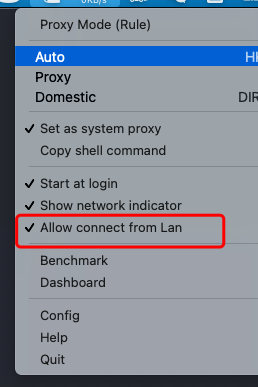 0KB/s
Proxy Mode (Rule)
Auto
Proxy
Domestic DIR
Set as system proxy
Copy shell command
Start at login
Show network indicator
Allow connect from Lan
Benchmark
Dashboard
Config
Help
Quit